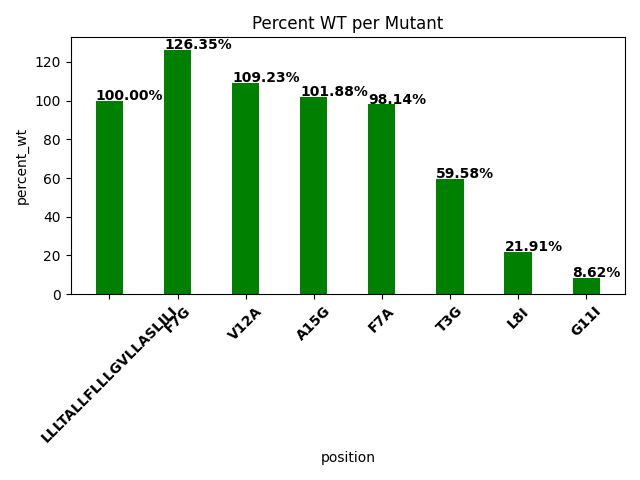 Percent WT per Mutant
percent_wt
120
100
80
60
40
20
0
100.00%
126.35%
109.23%
101.88%
98.14%
59.58%
21.91%
8.62%
LLLTALLFLLLGVLLASLILI
F7G
V12A
A15G
F7A
T3G
L8I
G11I
position